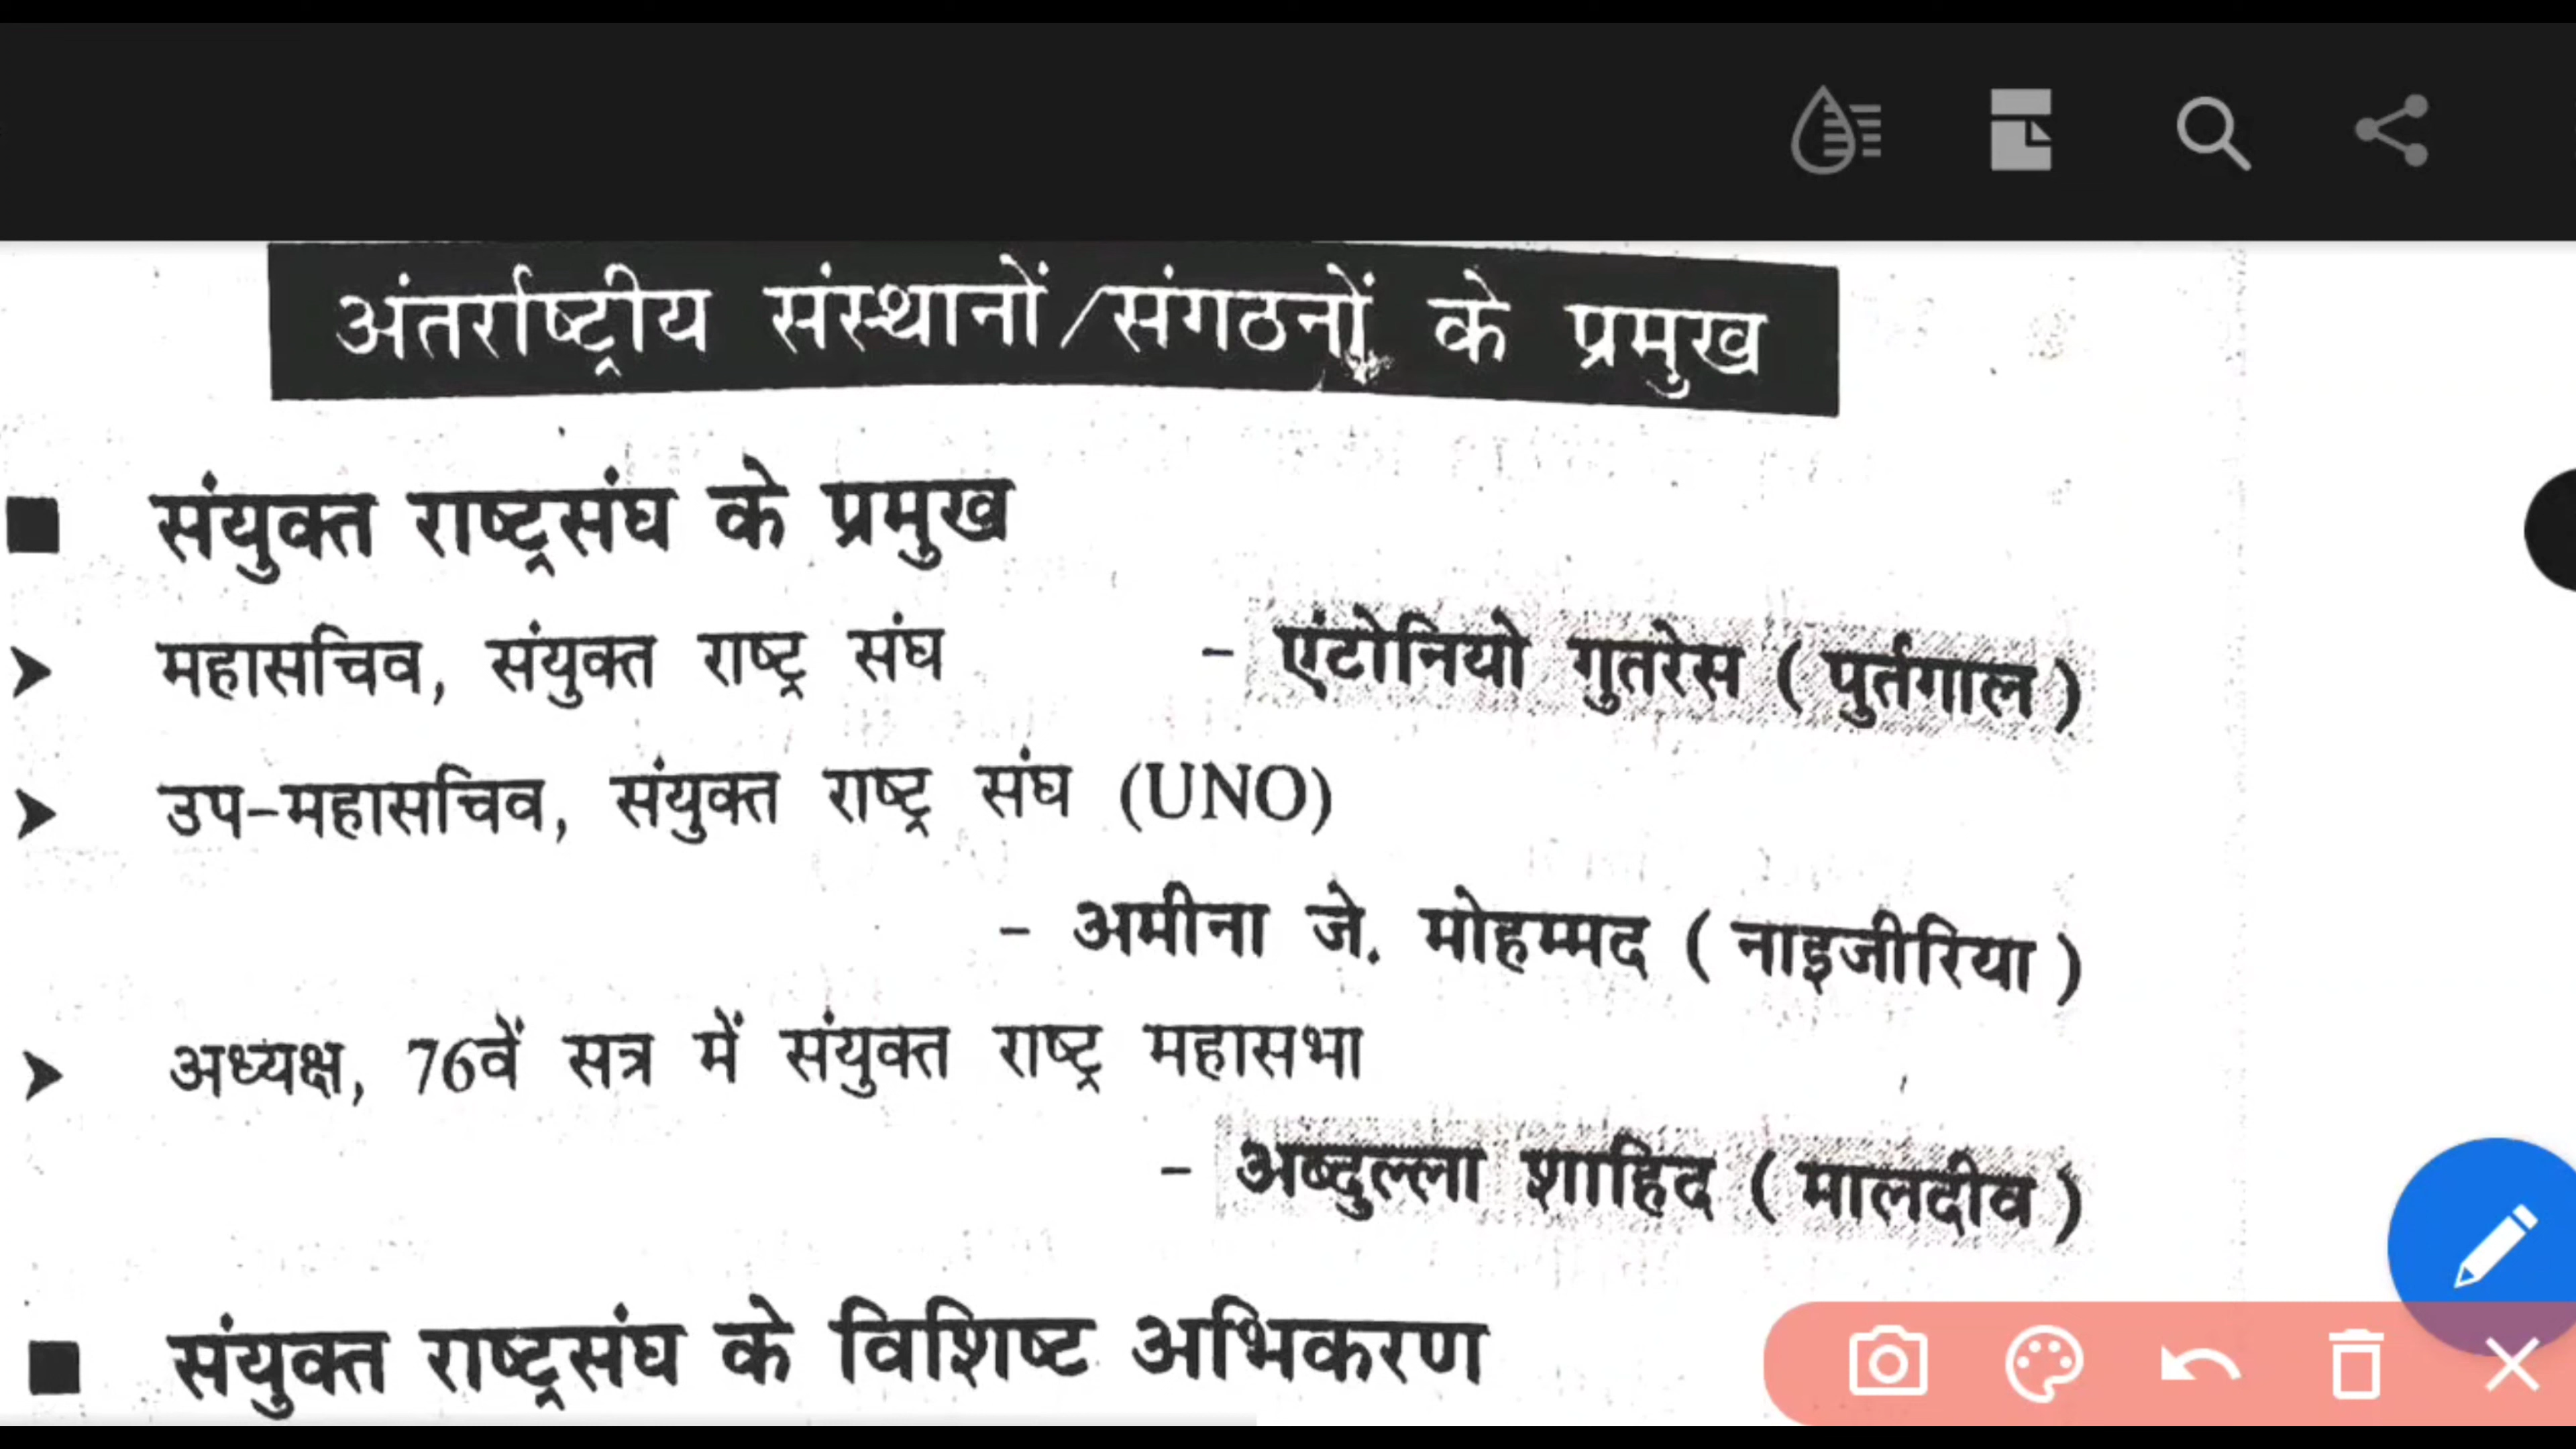 अंतर्राष्ट्रीय संस्थानों/संगठनों के प्रमुख
संयुक्त राष्ट्रसंघ के प्रमुख
महासचिव, संयुक्त राष्ट्र संघ - एंटोनियो गुतरेस (पुर्तगाल)
उप-महासचिव, संयुक्त राष्ट्र संघ (UNO)
- अमीना जे. मोहम्मद (नाइजीरिया)
अध्यक्ष, 76वें सत्र में संयुक्त राष्ट्र महासभा
- अब्दुल्ला शाहिद (मालदीव)
संयुक्त राष्ट्रसंघ के विशिष्ट अभिकरण